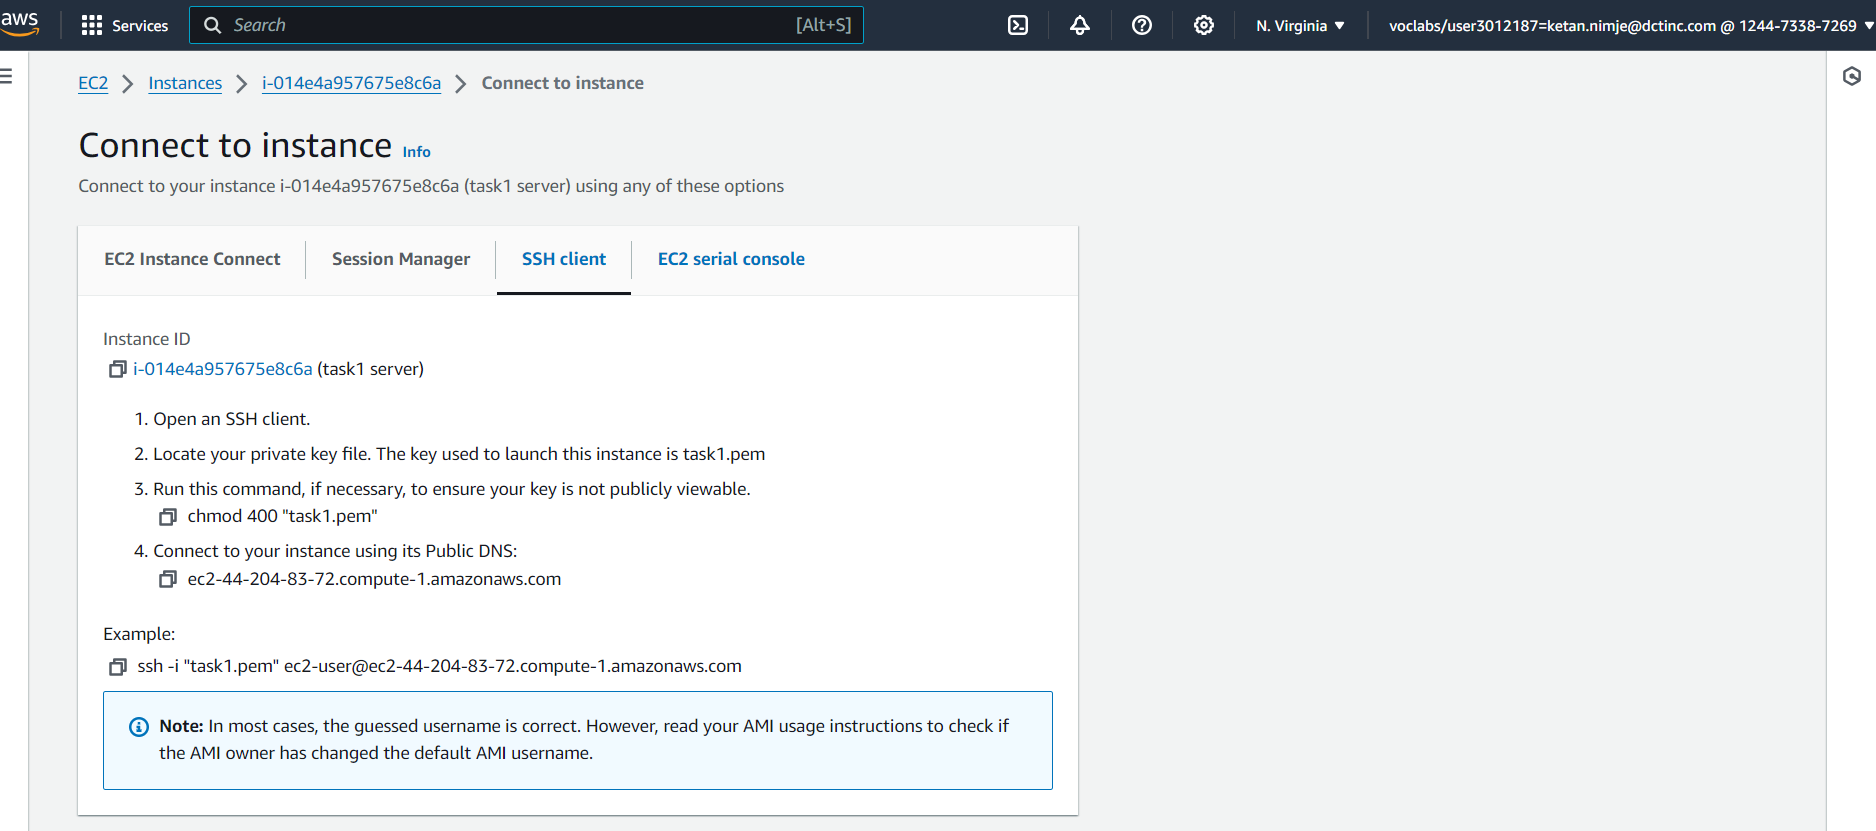 aws
Services
Search
[Alt+S]
N. Virginia
voclabs/user3012187=ketan.nimje@dctinc.com @ 1244-7338-7269
EC2
Instances
i-014e4a957675e8c6a
Connect to instance
Connect to instance Info
Connect to your instance i-014e4a957675e8c6a (task1 server) using any of these options
EC2 Instance Connect
Session Manager
SSH client
EC2 serial console
Instance ID
i-014e4a957675e8c6a (task1 server)
1. Open an SSH client.
2. Locate your private key file. The key used to launch this instance is task1.pem
3. Run this command, if necessary, to ensure your key is not publicly viewable.
chmod 400 "task1.pem"
4. Connect to your instance using its Public DNS:
ec2-44-204-83-72.compute-1.amazonaws.com
Example:
ssh -i "task1.pem" ec2-user@ec2-44-204-83-72.compute-1.amazonaws.com
Note: In most cases, the guessed username is correct. However, read your AMI usage instructions to check if
the AMI owner has changed the default AMI username.